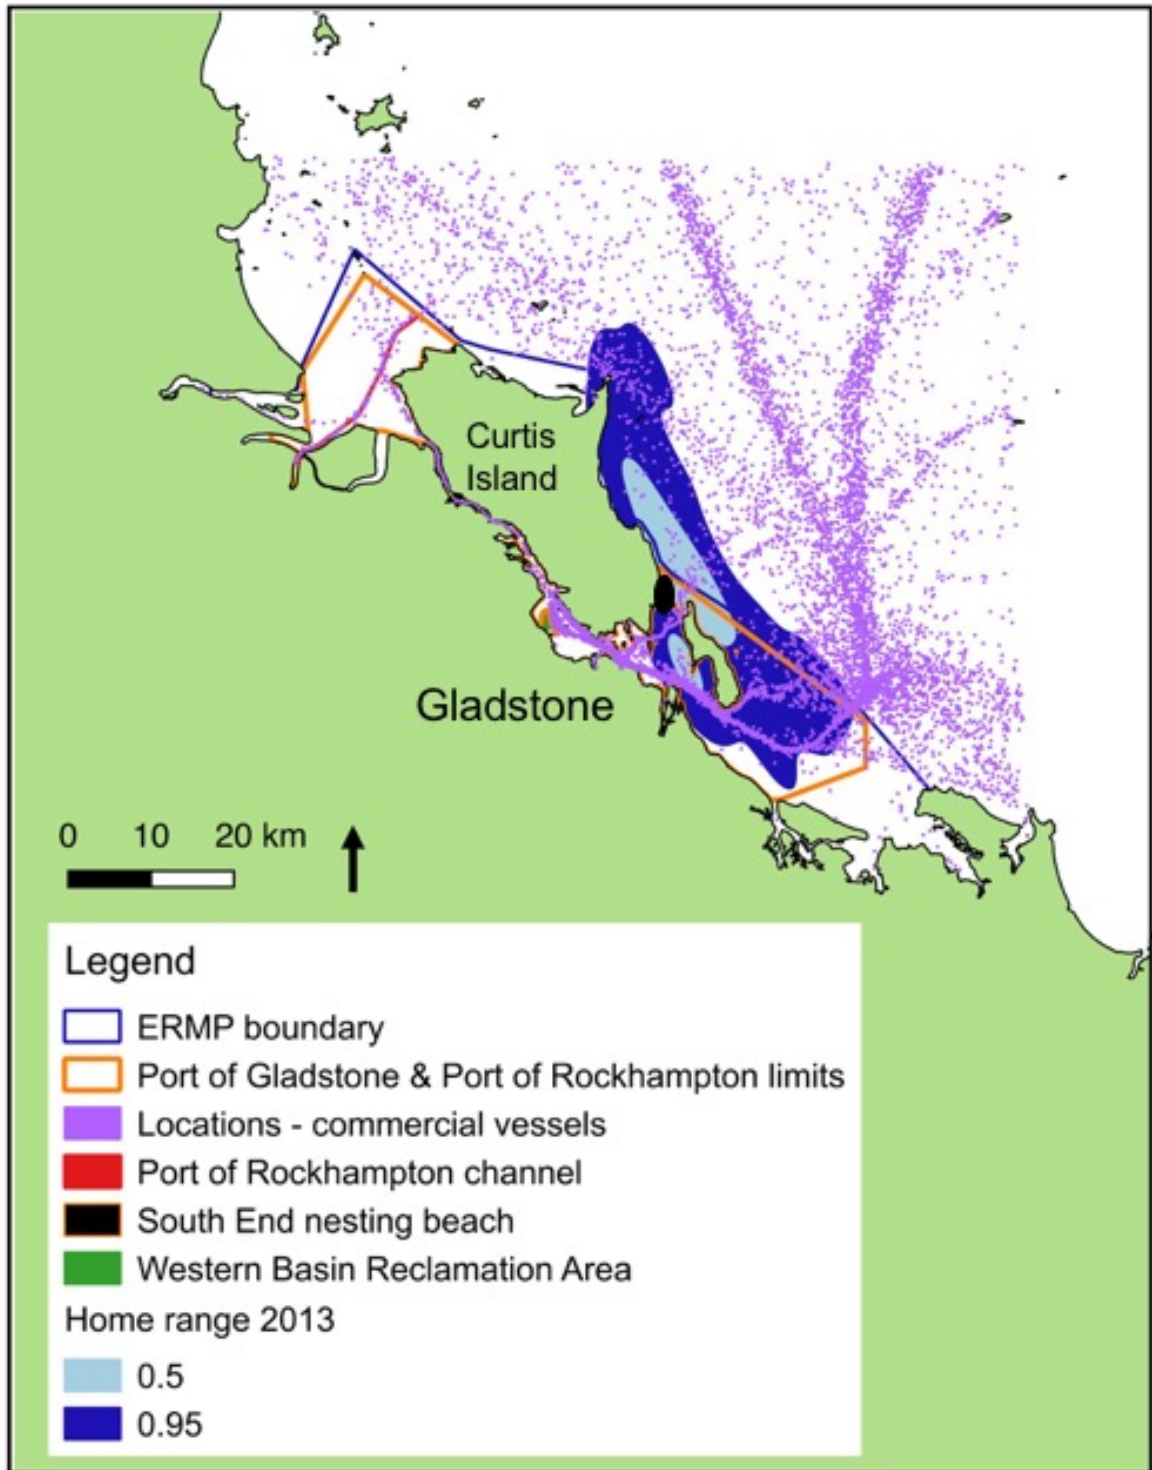 Curtis
Island
Gladstone
0 10 20 km
Legend
ERMP boundary
Port of Gladstone & Port of Rockhampton limits
Locations - commercial vessels
Port of Rockhampton channel
South End nesting beach
Western Basin Reclamation Area
Home range 2013
0.5
0.95